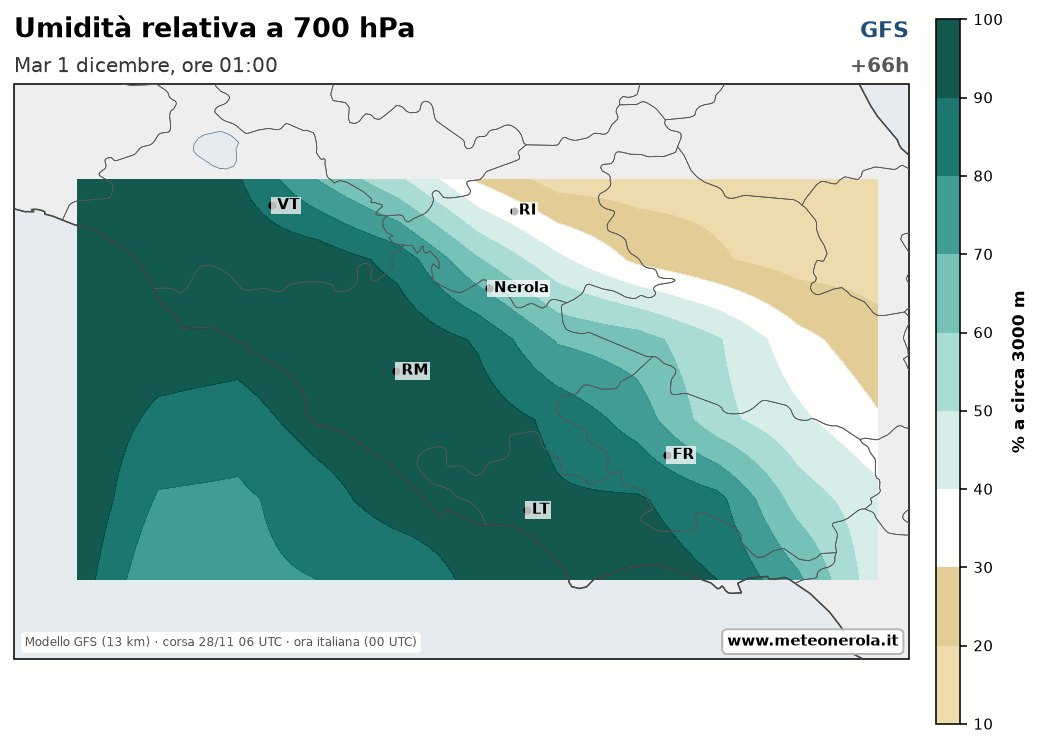 Umidità relativa a 700 hPa
GFS
Mar 1 dicembre, ore 01:00
+66h
VT
RI
Nerola
RM
FR
LT
Modello GFS (13 km) · corsa 28/11 06 UTC · ora italiana (00 UTC)
www.meteonerola.it
100
90
80
70
60
50
40
30
20
10
% a circa 3000 m